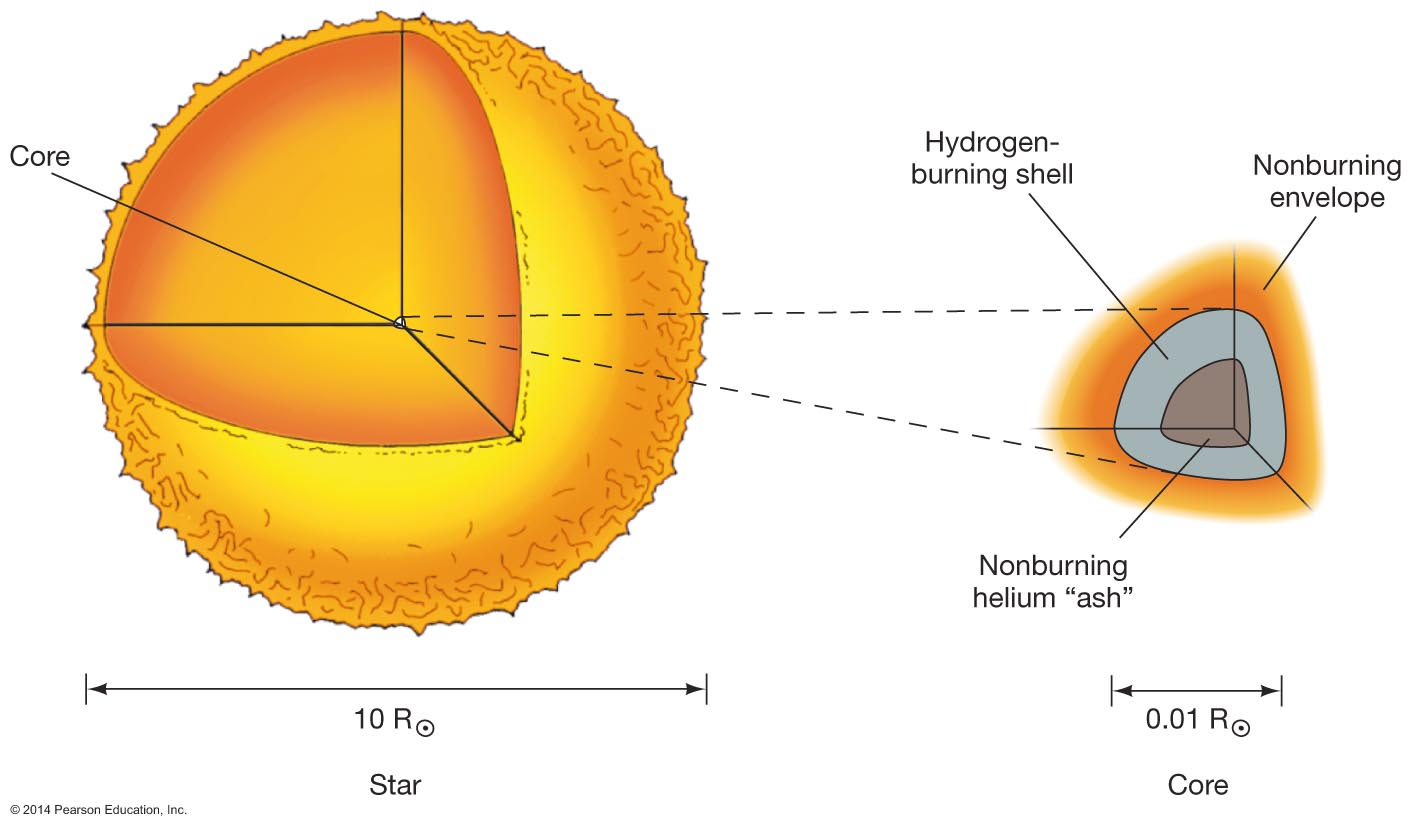 Core
Hydrogen-
burning shell
Nonburning
envelope
Nonburning
helium “ash”
10 R☉
0.01 R☉
Star
Core
© 2014 Pearson Education, Inc.